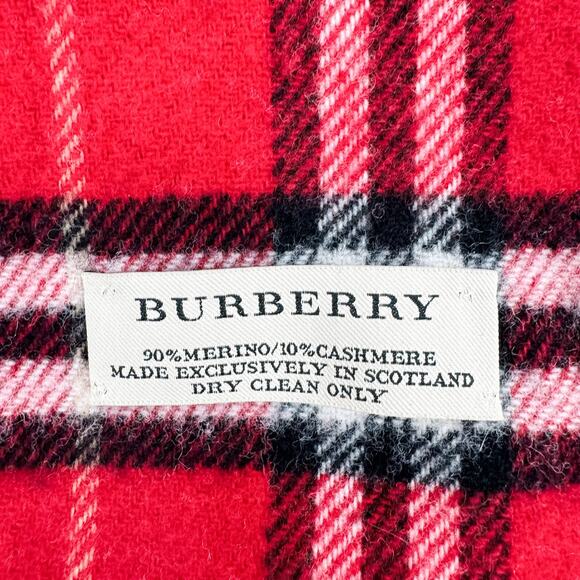 BURBERRY
90%MERINO/10%CASHMERE
MADE EXCLUSIVELY IN SCOTLAND
DRY CLEAN ONLY